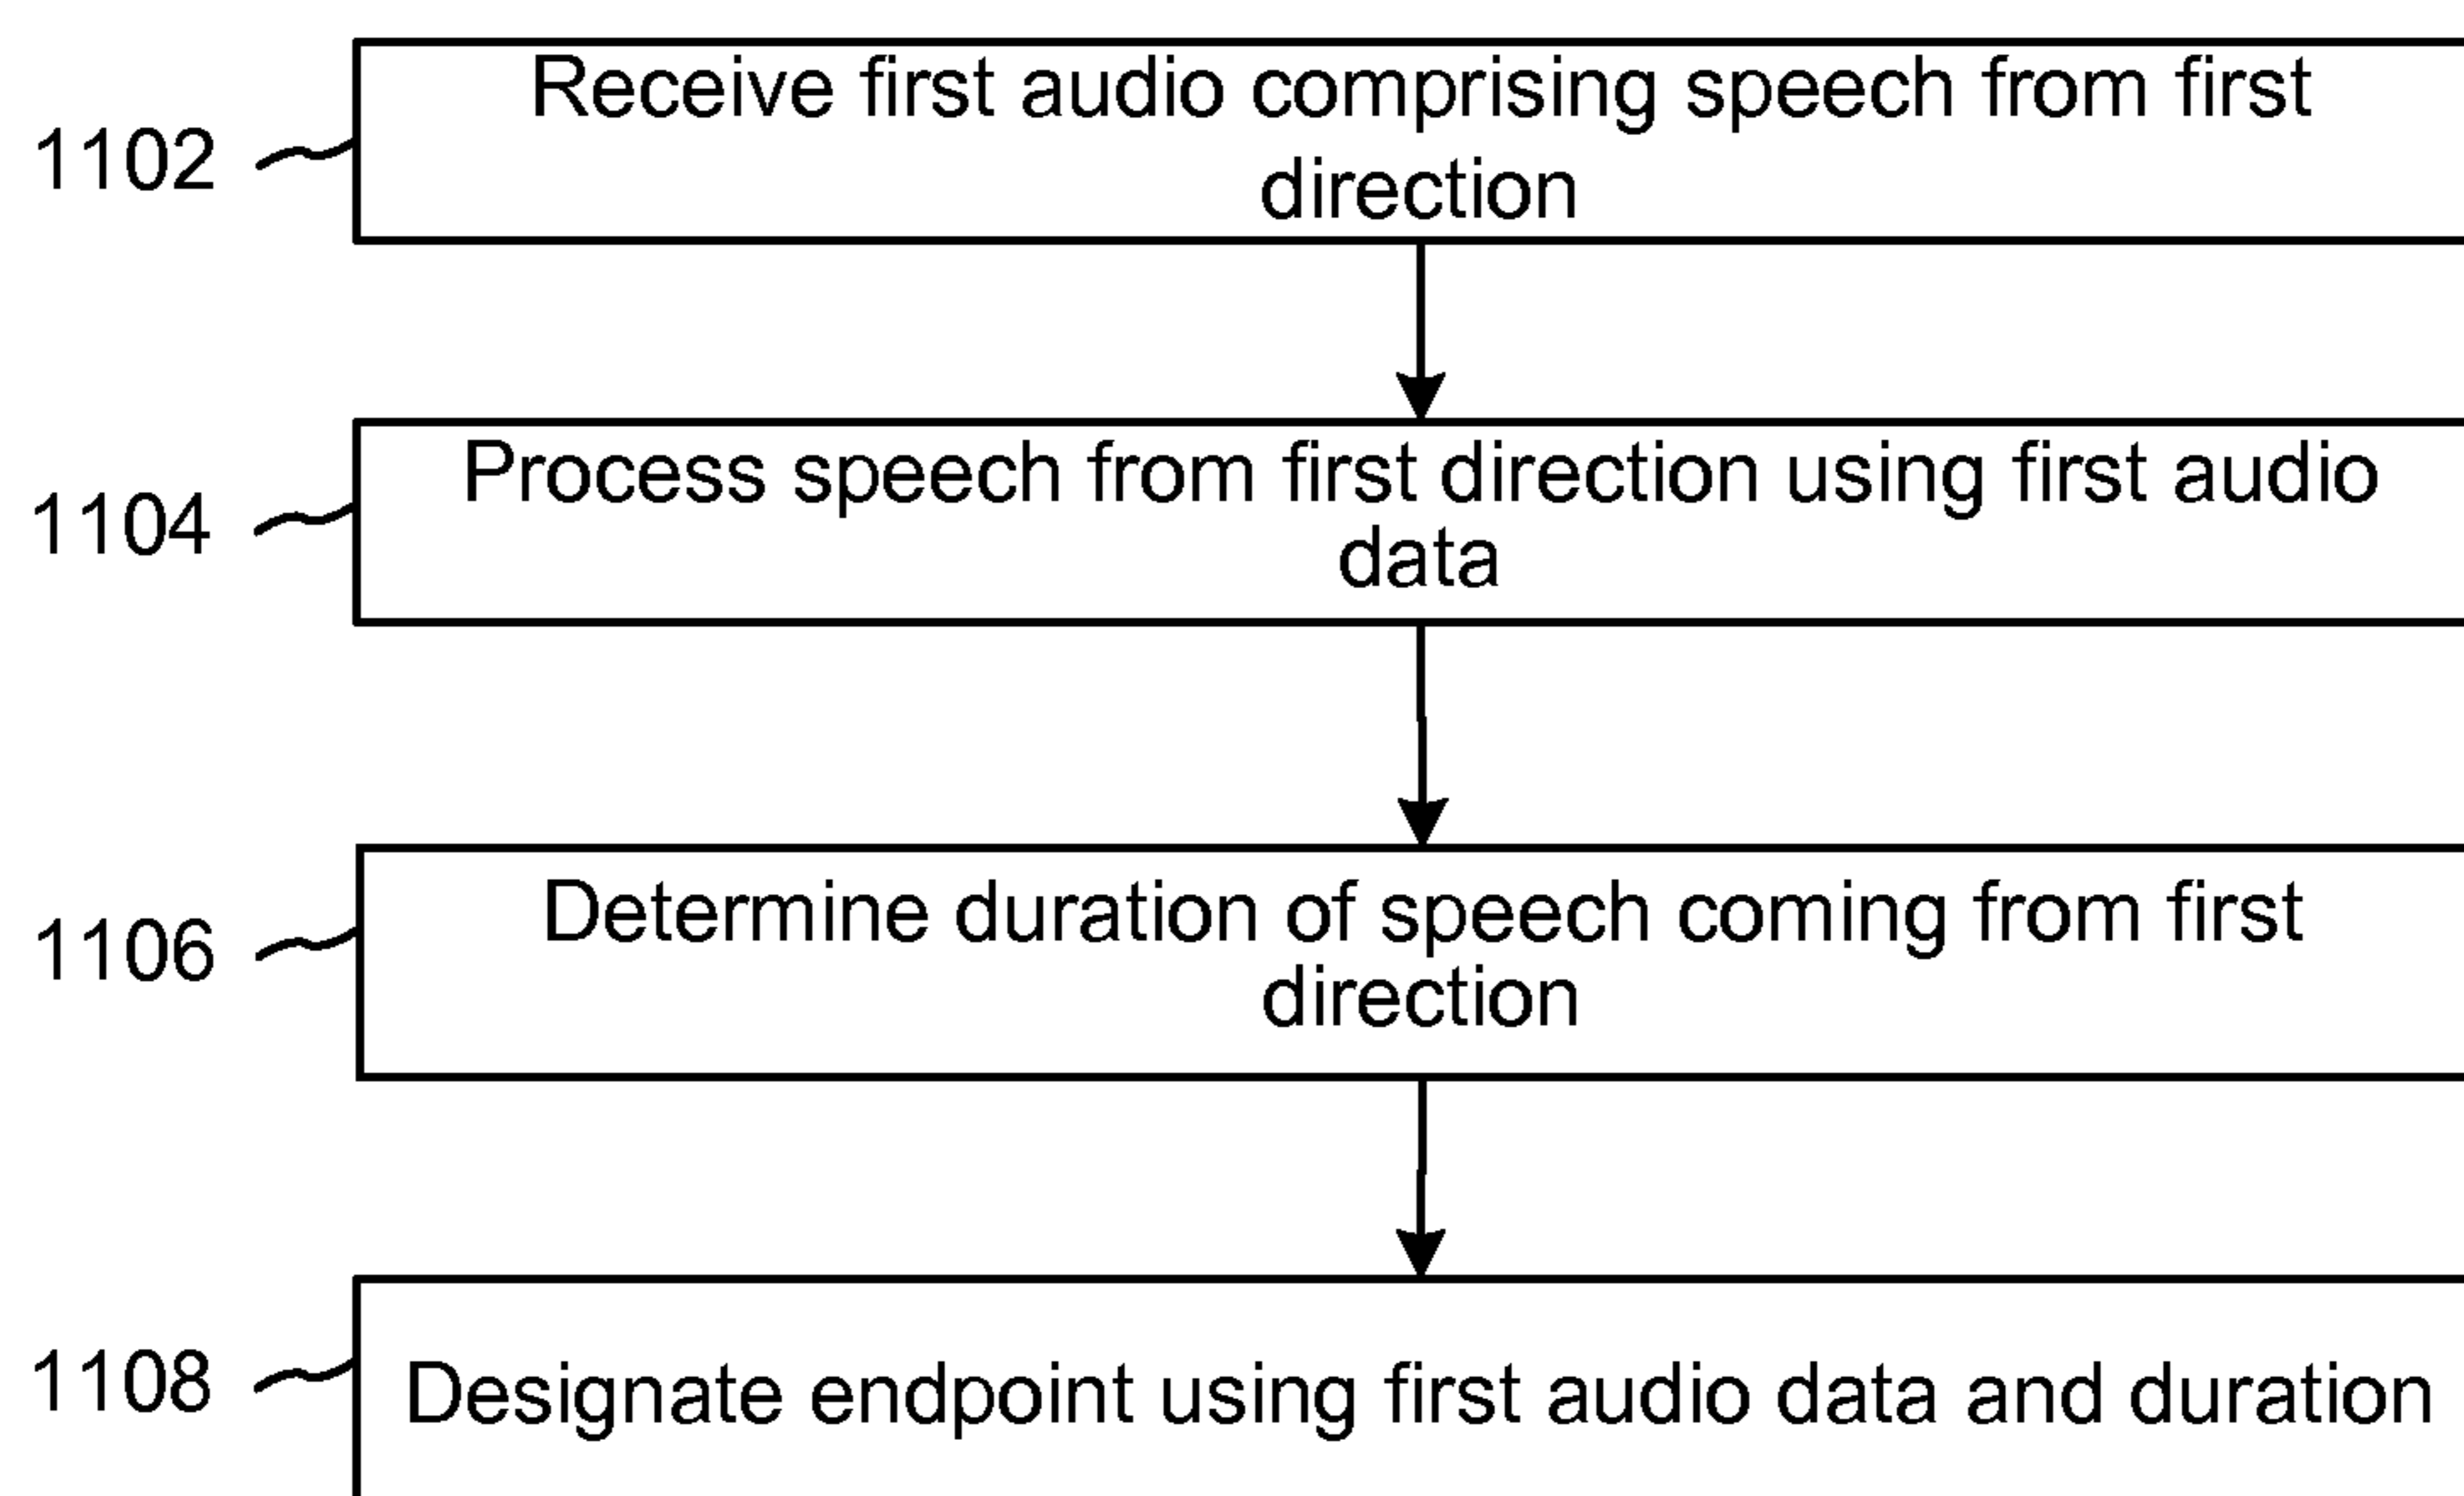 1102
Receive first audio comprising speech from first
direction
1104
Process speech from first direction using first audio
data
1106
Determine duration of speech coming from first
direction
1108
Designate endpoint using first audio data and duration